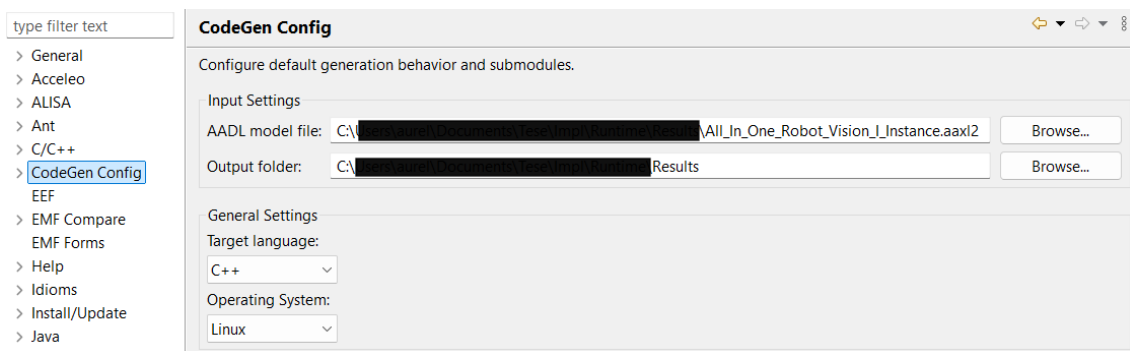 type filter text
General
Acceleo
ALISA
Ant
C/C++
CodeGen Config
EEF
EMF Compare
EMF Forms
Help
Idioms
Install/Update
Java
CodeGen Config
Configure default generation behavior and submodules.
Input Settings
AADL model file: C:\ \All_In_One_Robot_Vision_I_Instance.aaxl2 Browse...
Output folder: C:\ Results Browse...
General Settings
Target language:
C++
Operating System:
Linux